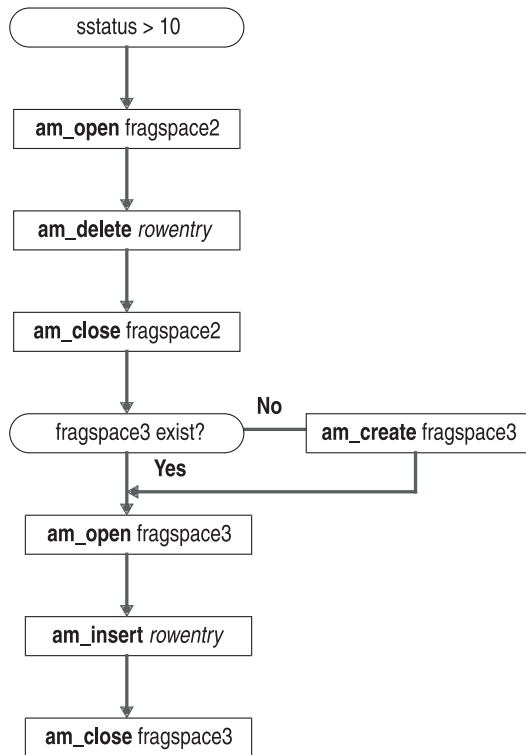 sstatus > 10
am_open fragspace2
am_delete rowentry
am_close fragspace2
fragspace3 exist?
No
am_create fragspace3
Yes
am_open fragspace3
am_insert rowentry
am_close fragspace3